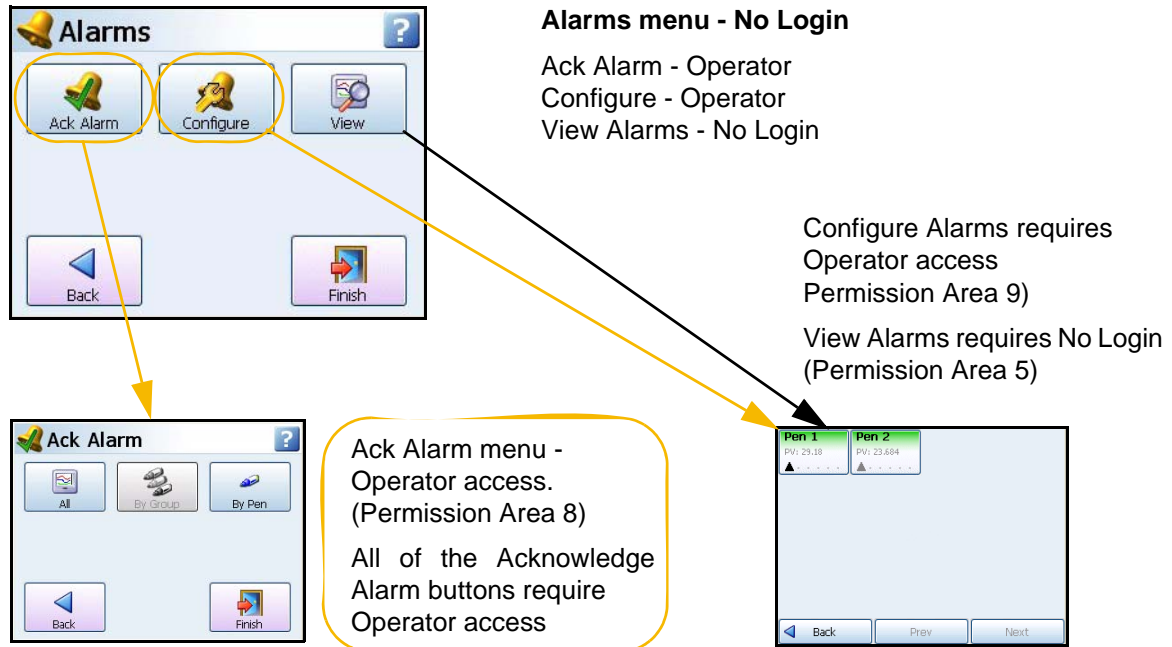 Alarms
?
Ack Alarm
Configure
View
Back
Finish
Alarms menu - No Login
Ack Alarm - Operator
Configure - Operator
View Alarms - No Login
Configure Alarms requires
Operator access
Permission Area 9)
View Alarms requires No Login
(Permission Area 5)
Ack Alarm
?
All
By Group
By Pen
Back
Finish
Ack Alarm menu -
Operator access.
(Permission Area 8)
All of the Acknowledge
Alarm buttons require
Operator access
Pen 1
PV: 29.18
Pen 2
PV: 23.684
Back
Prev
Next